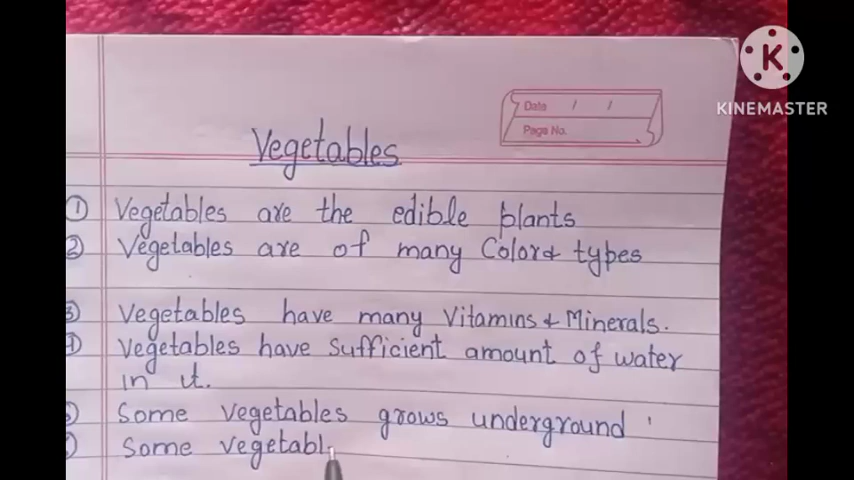 KINEMASTER
Date / /
Page No.
Vegetables
① Vegetables are the edible plants
② Vegetables are of many Color & types
③ Vegetables have many Vitamins & Minerals.
④ Vegetables have sufficient amount of water
in it.
Some vegetables grows underground
Some vegetabl